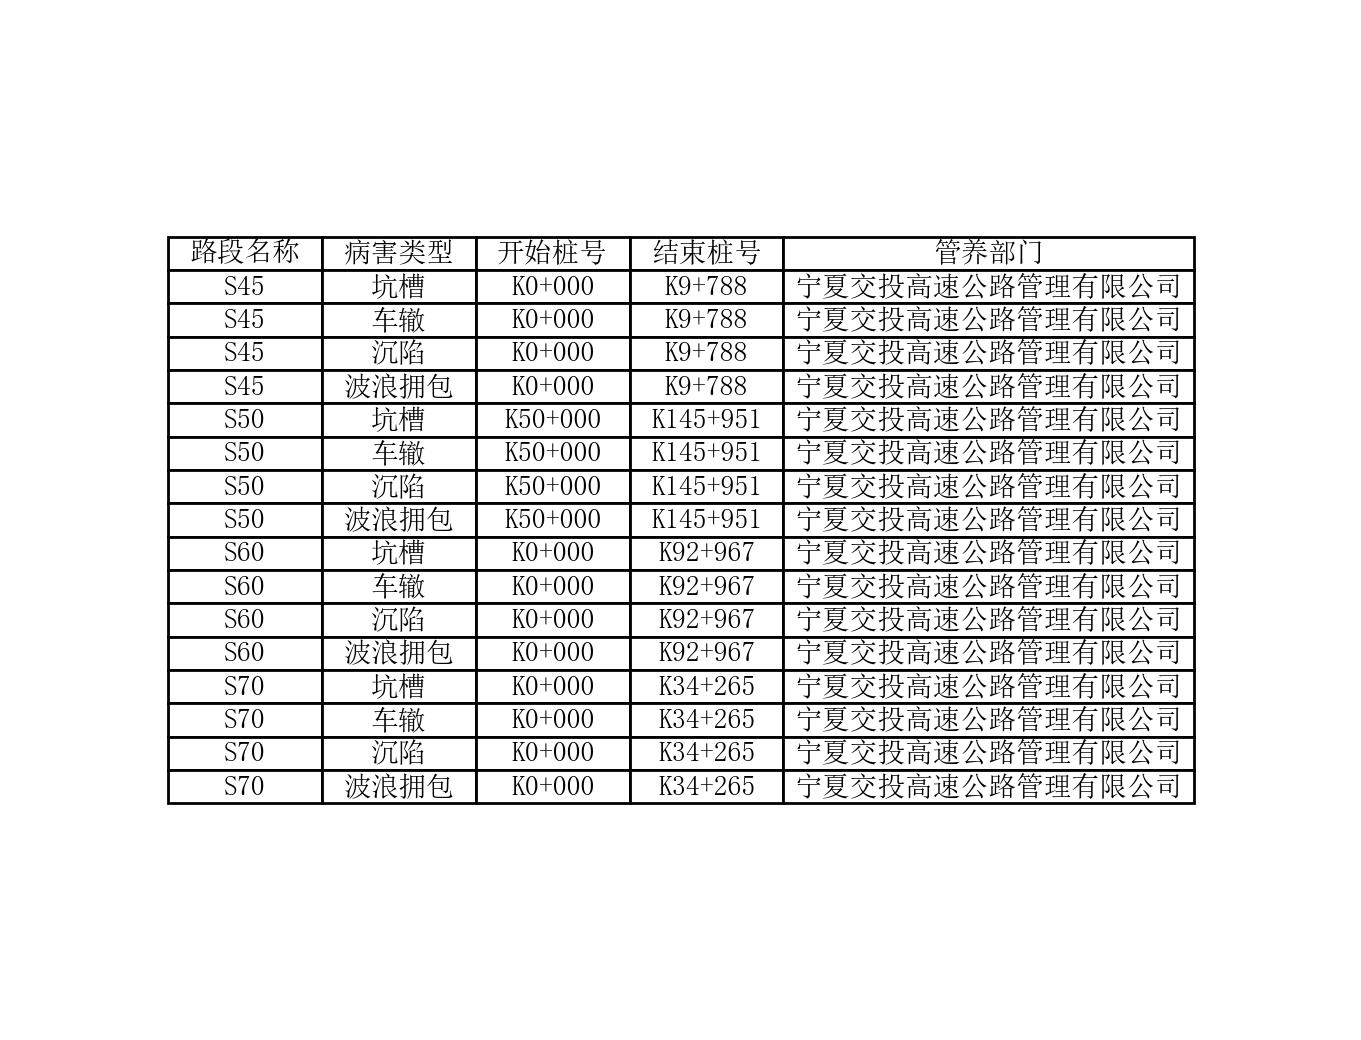 路段名称 病害类型 开始桩号 结束桩号 管养部门
S45 坑槽 K0+000 K9+788 宁夏交投高速公路管理有限公司
S45 车辙 K0+000 K9+788 宁夏交投高速公路管理有限公司
S45 沉陷 K0+000 K9+788 宁夏交投高速公路管理有限公司
S45 波浪拥包 K0+000 K9+788 宁夏交投高速公路管理有限公司
S50 坑槽 K50+000 K145+951 宁夏交投高速公路管理有限公司
S50 车辙 K50+000 K145+951 宁夏交投高速公路管理有限公司
S50 沉陷 K50+000 K145+951 宁夏交投高速公路管理有限公司
S50 波浪拥包 K50+000 K145+951 宁夏交投高速公路管理有限公司
S60 坑槽 K0+000 K92+967 宁夏交投高速公路管理有限公司
S60 车辙 K0+000 K92+967 宁夏交投高速公路管理有限公司
S60 沉陷 K0+000 K92+967 宁夏交投高速公路管理有限公司
S60 波浪拥包 K0+000 K92+967 宁夏交投高速公路管理有限公司
S70 坑槽 K0+000 K34+265 宁夏交投高速公路管理有限公司
S70 车辙 K0+000 K34+265 宁夏交投高速公路管理有限公司
S70 沉陷 K0+000 K34+265 宁夏交投高速公路管理有限公司
S70 波浪拥包 K0+000 K34+265 宁夏交投高速公路管理有限公司